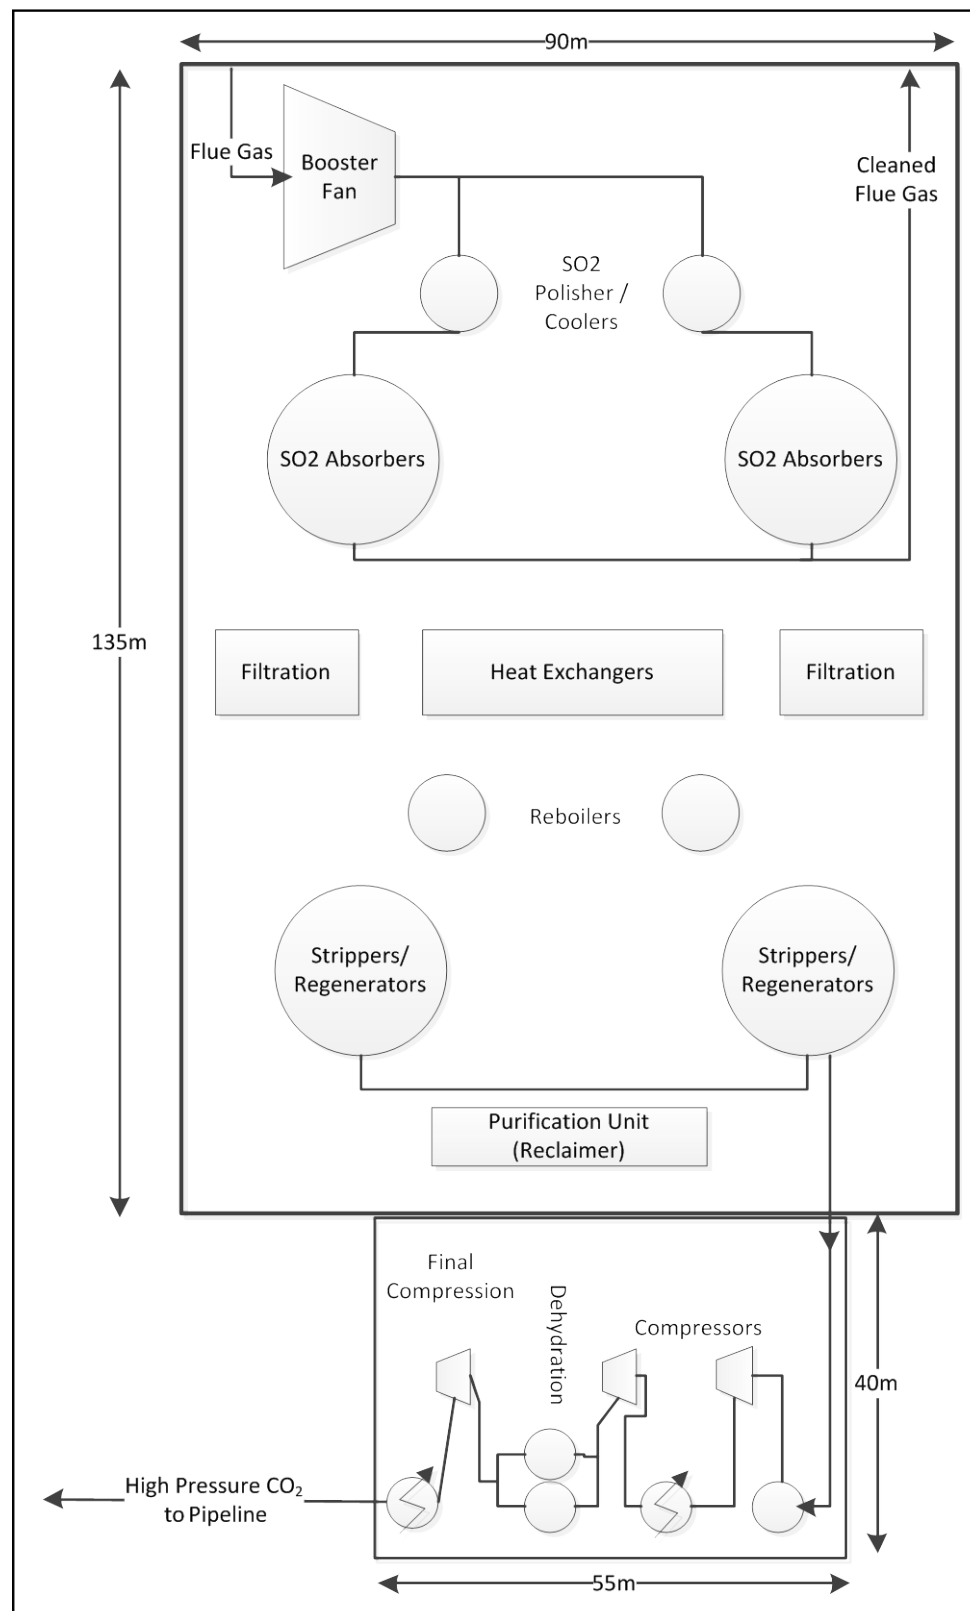 90m
Flue Gas
Booster
Fan
Cleaned
Flue Gas
SO2
Polisher /
Coolers
SO2 Absorbers
SO2 Absorbers
135m
Filtration
Heat Exchangers
Filtration
Reboilers
Strippers/
Regenerators
Strippers/
Regenerators
Purification Unit
(Reclaimer)
Final
Compression
Dehydration
Compressors
40m
High Pressure CO₂
to Pipeline
55m